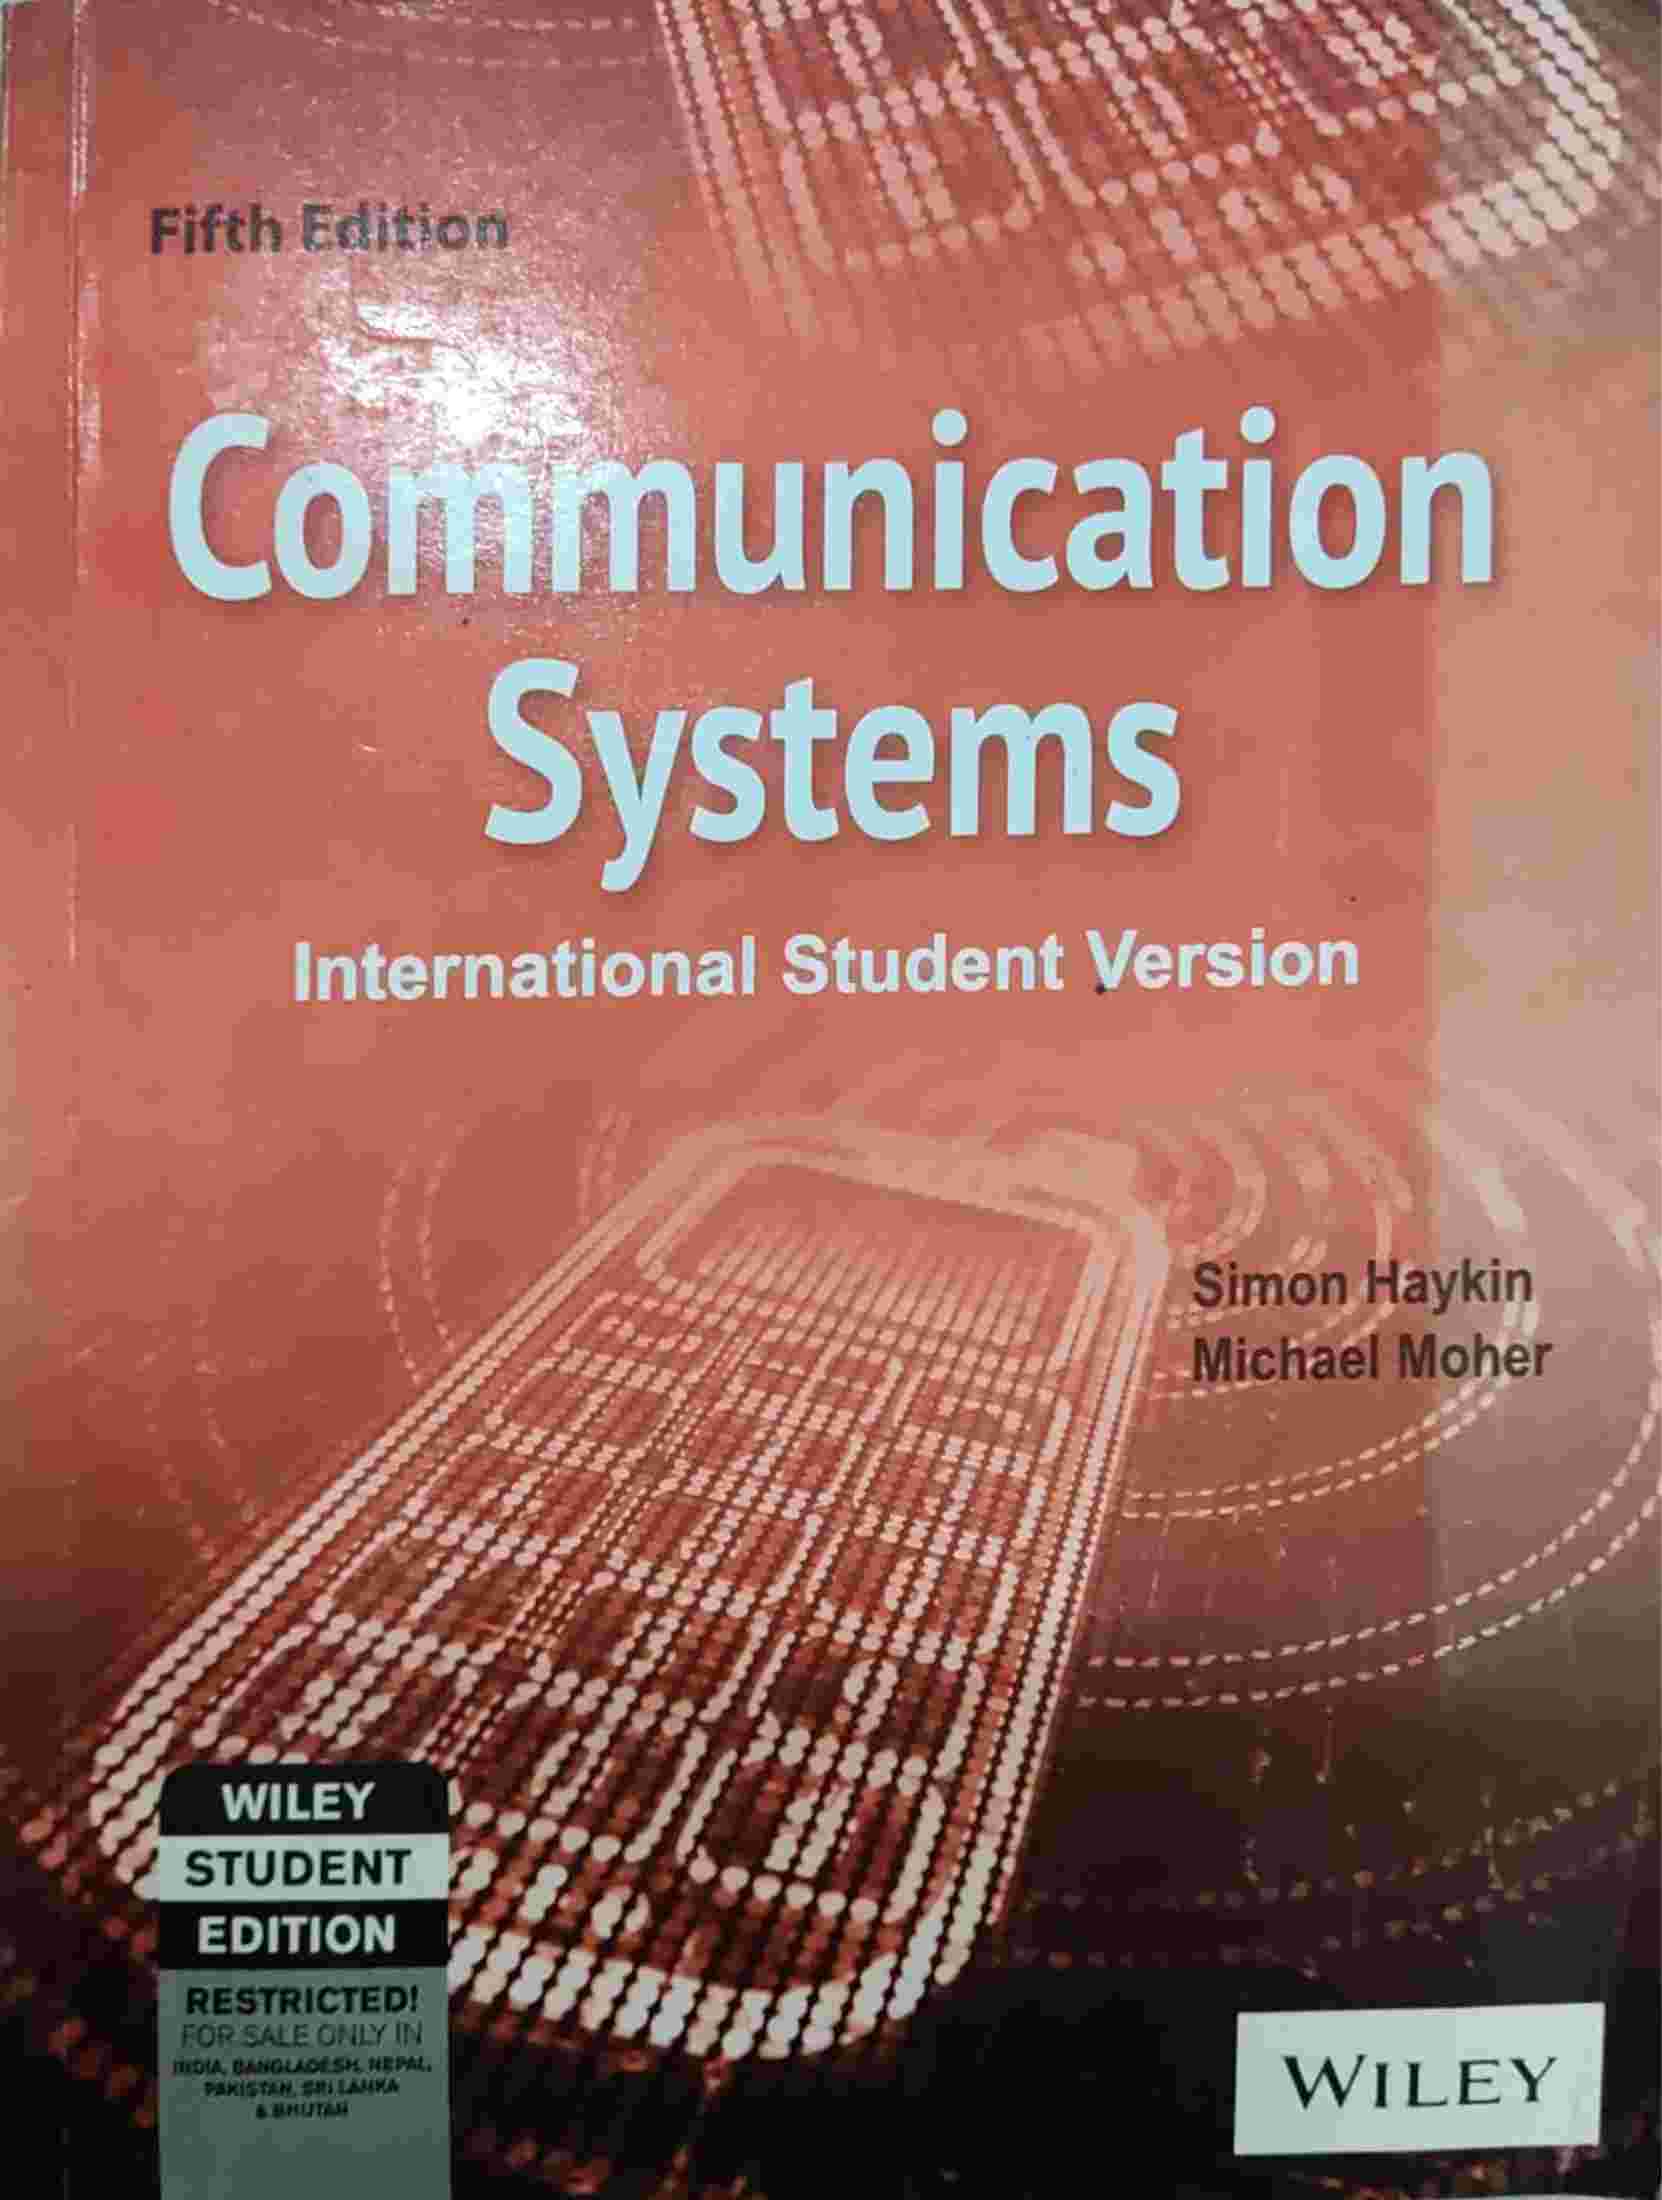 Fifth Edition
Communication
Systems
International Student Version
Simon Haykin
Michael Moher
WILEY
STUDENT
EDITION
RESTRICTED!
FOR SALE ONLY IN
INDIA, BANGLADESH, NEPAL,
PAKISTAN, SRI LANKA
& BHUTAN
WILEY